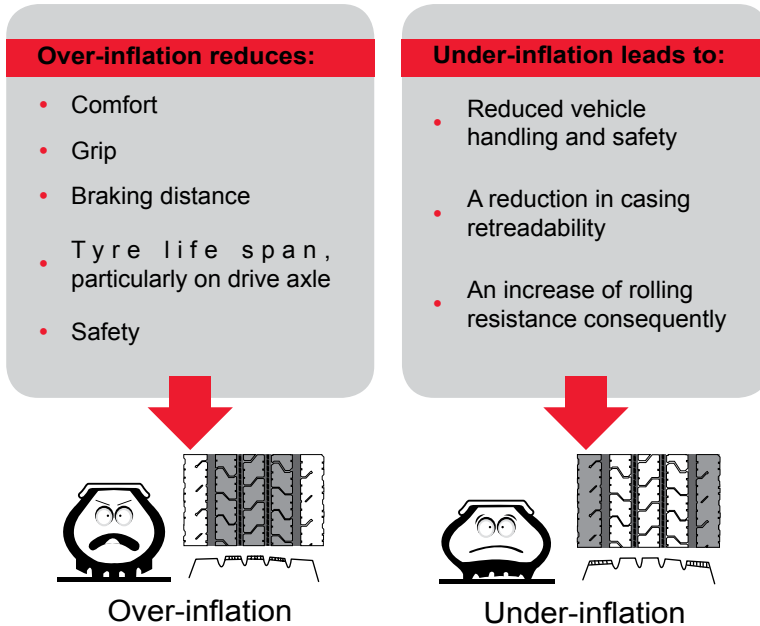 Over-inflation reduces:
• Comfort
• Grip
• Braking distance
• Tyre life span,
particularly on drive axle
• Safety
Over-inflation
Under-inflation leads to:
• Reduced vehicle
handling and safety
• A reduction in casing
retreadability
• An increase of rolling
resistance consequently
Under-inflation